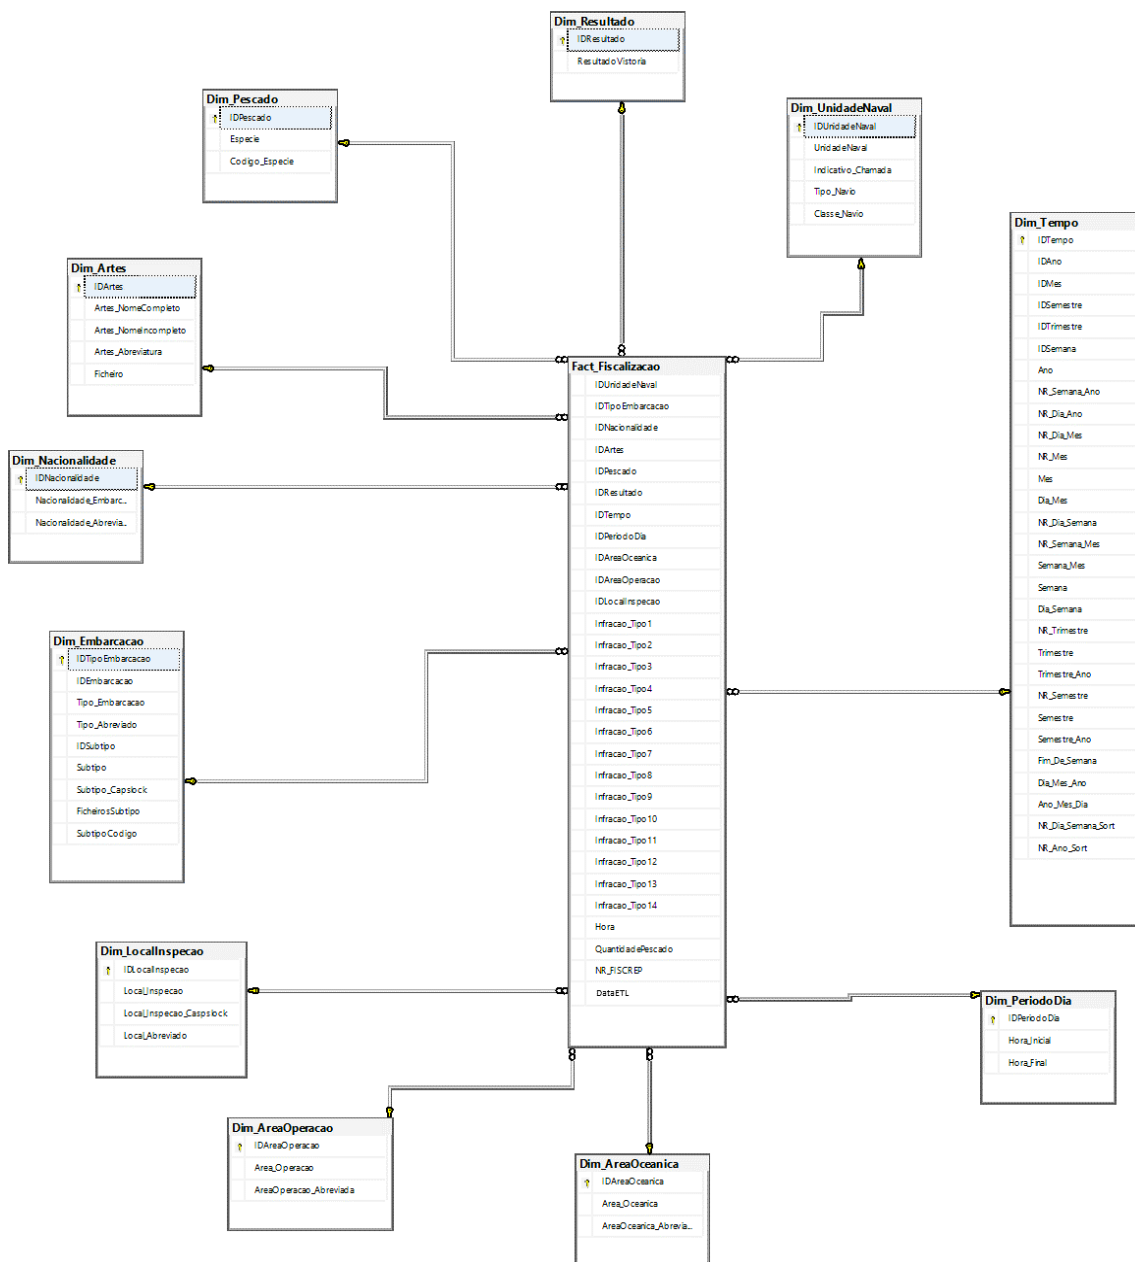 Dim_Resultado
IDResultado
ResultadoVistoria
Dim_Pescado
IDPescado
Especie
Codigo_Especie
Dim_UnidadeNaval
IDUnidadeNaval
UnidadeNaval
Indicativo_Chamada
Tipo_Navio
Classe_Navio
Dim_Tempo
IDTempo
IDAno
IDMes
IDSemestre
IDTrimestre
IDSemana
Ano
NR_Semana_Ano
NR_Dia_Ano
NR_Dia_Mes
NR_Mes
Mes
Dia_Mes
NR_Dia_Semana
NR_Semana_Mes
Semana_Mes
Semana
Dia_Semana
NR_Trimestre
Trimestre
Trimestre_Ano
NR_Semestre
Semestre
Semestre_Ano
Fim_De_Semana
Dia_Mes_Ano
Ano_Mes_Dia
NR_Dia_Semana_Sort
NR_Ano_Sort
Dim_Artes
IDArtes
Artes_NomeCompleto
Artes_NomeIncompleto
Artes_Abreviatura
Ficheiro
Fact_Fiscalizacao
IDUnidadeNaval
IDTipoEmbarcacao
IDNacionalidade
IDArtes
IDPescado
IDResultado
IDTempo
IDPeriodoDia
IDAreaOceanica
IDAreaOperacao
IDLocalInspecao
Infracao_Tipo1
Infracao_Tipo2
Infracao_Tipo3
Infracao_Tipo4
Infracao_Tipo5
Infracao_Tipo6
Infracao_Tipo7
Infracao_Tipo8
Infracao_Tipo9
Infracao_Tipo10
Infracao_Tipo11
Infracao_Tipo12
Infracao_Tipo13
Infracao_Tipo14
Hora
QuantidadePescado
NR_FISCREP
DataETL
Dim_Nacionalidade
IDNacionalidade
Nacionalidade_Embarc...
Nacionalidade_Abrevia...
Dim_Embarcacao
IDTipoEmbarcacao
IDEmbarcacao
Tipo_Embarcacao
Tipo_Abreviado
IDSubtipo
Subtipo
Subtipo_Capslock
FicheirosSubtipo
SubtipoCodigo
Dim_LocalInspecao
IDLocalInspecao
Local_Inspecao
Local_Inspecao_Caspslock
Local_Abreviado
Dim_PeriodoDia
IDPeriodoDia
Hora_Inicial
Hora_Final
Dim_AreaOperacao
IDAreaOperacao
Area_Operacao
AreaOperacao_Abreviada
Dim_AreaOceanica
IDAreaOceanica
Area_Oceanica
AreaOceanica_Abrevia...